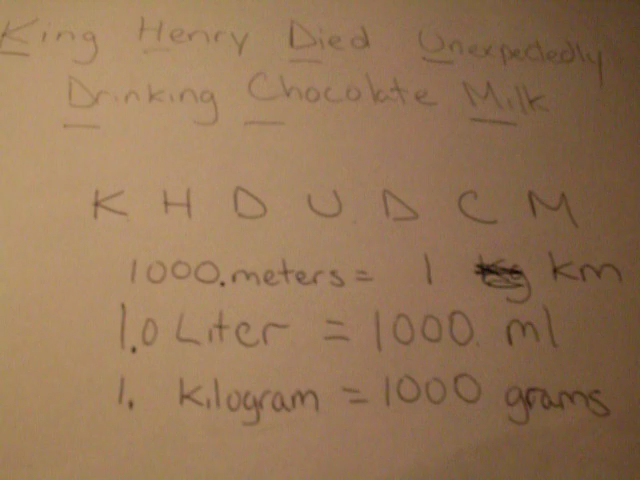 King Henry Died Unexpectedly
Drinking Chocolate Milk
K H D U D C M
1000.meters = 1 km
1.0 Liter = 1000 ml
1. Kilogram = 1000 grams